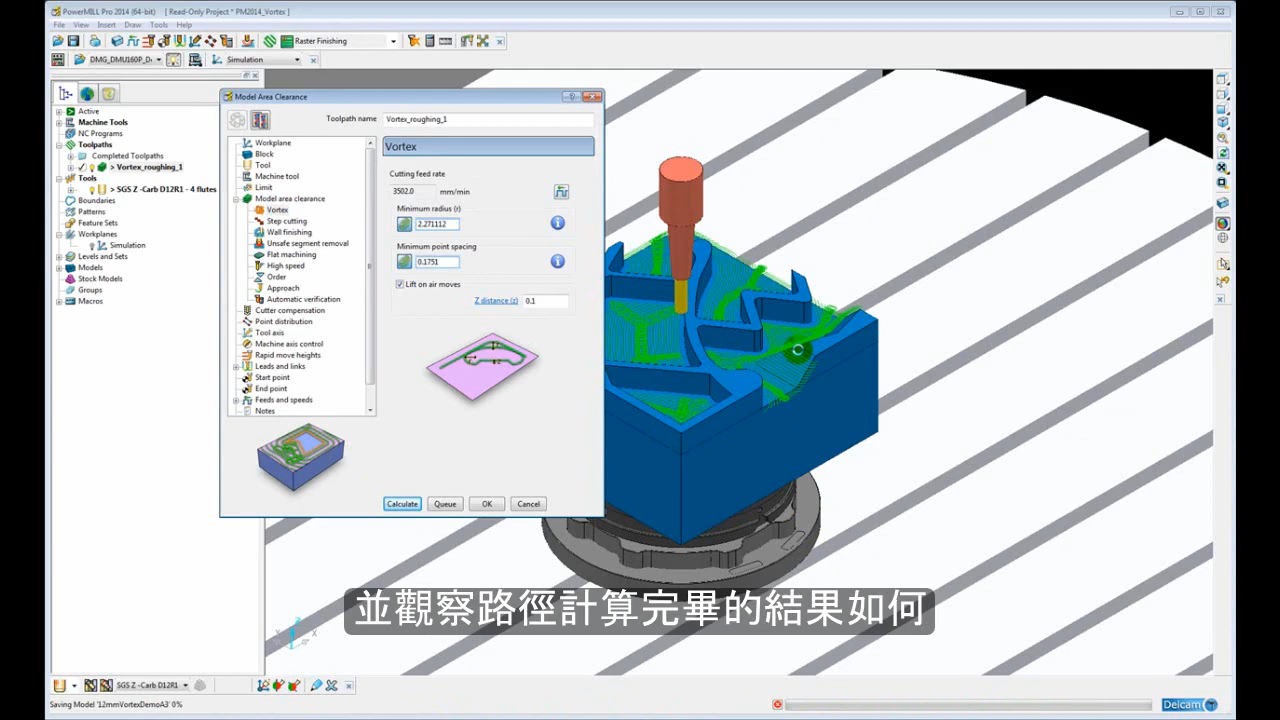 PowerMILL Pro 2014 (64-bit) [ Read-Only Project * PM2014_Vortex ]
File View Insert Draw Tools Help
Raster Finishing
DMG_DMU160P_D Simulation
Active
Machine Tools
NC Programs
Toolpaths
Completed Toolpaths
> Vortex_roughing_1
Tools
> SGS Z -Carb D12R1 - 4 flutes
Boundaries
Patterns
Feature Sets
Workplanes
Simulation
Levels and Sets
Models
Stock Models
Groups
Macros
Model Area Clearance
Toolpath name Vortex_roughing_1
Workplane
Block
Tool
Machine tool
Limit
Model area clearance
Vortex
Step cutting
Wall finishing
Unsafe segment removal
Flat machining
High speed
Order
Approach
Automatic verification
Cutter compensation
Point distribution
Tool axis
Machine axis control
Rapid move heights
Leads and links
Start point
End point
Feeds and speeds
Notes
Vortex
Cutting feed rate
3502.0 mm/min
Minimum radius (r)
2.271112
Minimum point spacing
0.1751
Lift on air moves
Z distance (z) 0.1
Calculate Queue OK Cancel
並觀察路徑計算完畢的結果如何
SGS Z -Carb D12R1
Saving Model '12mmVortexDemoA3' 0%
Delcam